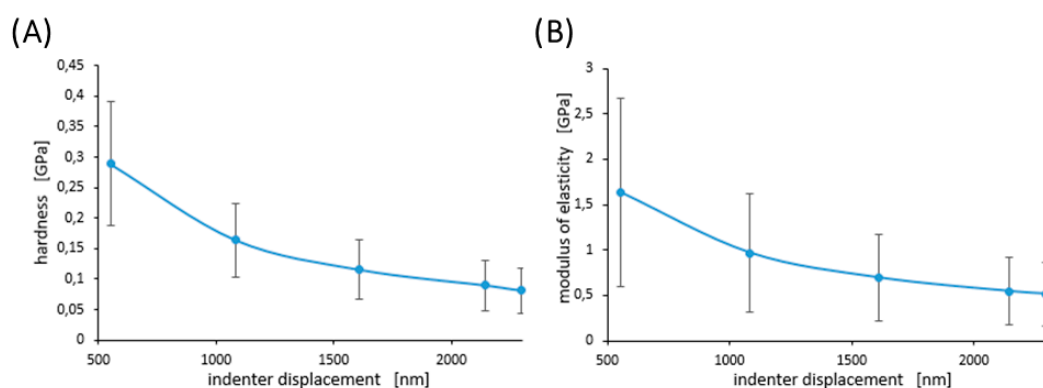 (A)
hardness [GPa]
0,45
0,4
0,35
0,3
0,25
0,2
0,15
0,1
0,05
0
500 1000 1500 2000
indenter displacement [nm]
(B)
modulus of elasticity [GPa]
3
2,5
2
1,5
1
0,5
0
500 1000 1500 2000
indenter displacement [nm]